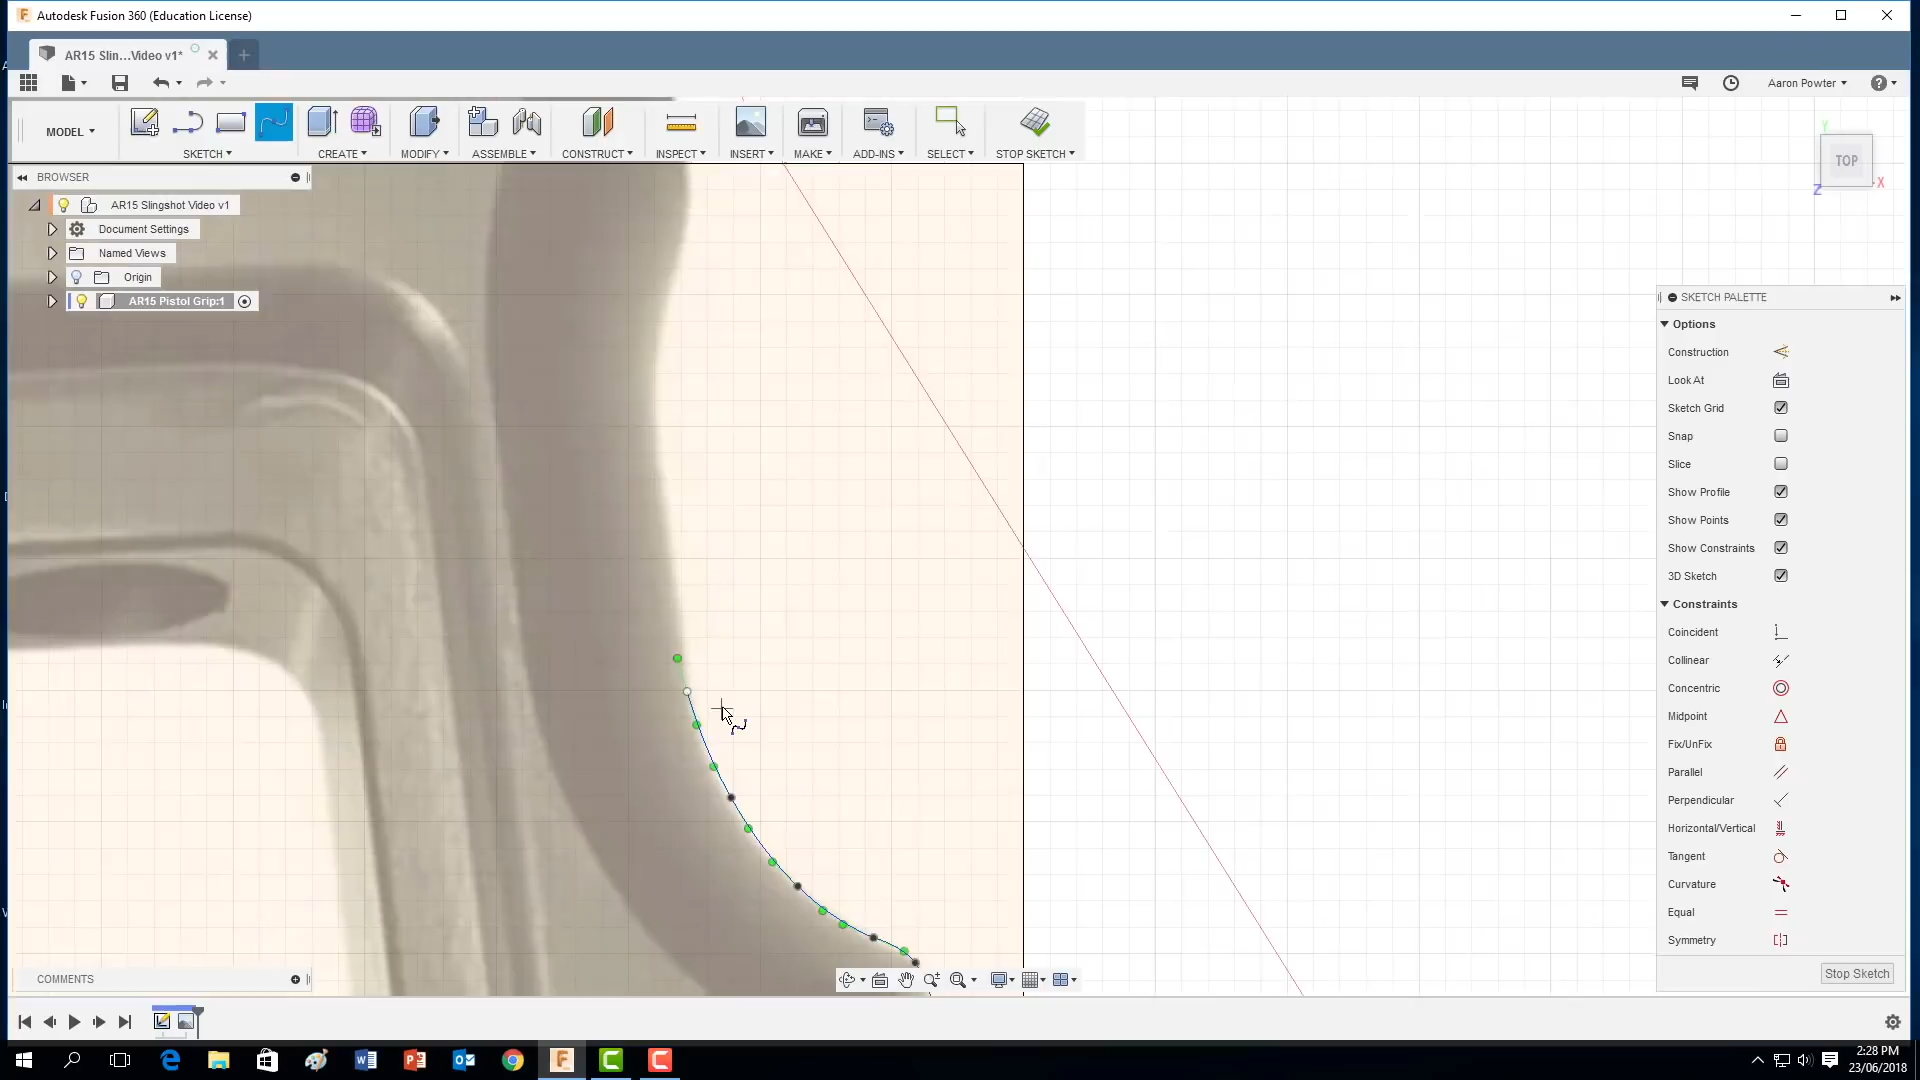 Autodesk Fusion 360 (Education License)
AR15 Slin...Video v1*
Aaron Powter
MODEL
SKETCH
CREATE
MODIFY
ASSEMBLE
CONSTRUCT
INSPECT
INSERT
MAKE
ADD-INS
SELECT
STOP SKETCH
TOP
Y
X
Z
BROWSER
AR15 Slingshot Video v1
Document Settings
Named Views
Origin
AR15 Pistol Grip:1
SKETCH PALETTE
Options
Construction
Look At
Sketch Grid
Snap
Slice
Show Profile
Show Points
Show Constraints
3D Sketch
Constraints
Coincident
Collinear
Concentric
Midpoint
Fix/UnFix
Parallel
Perpendicular
Horizontal/Vertical
Tangent
Curvature
Equal
Symmetry
Stop Sketch
COMMENTS
2:28 PM
23/06/2018